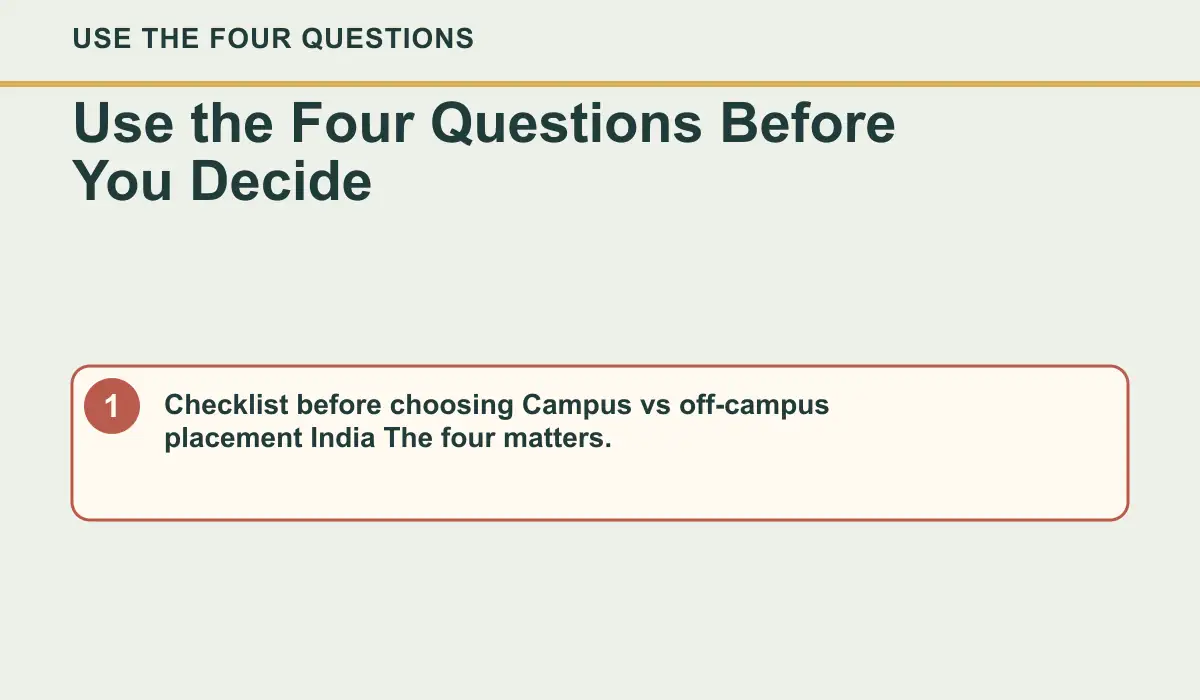 USE THE FOUR QUESTIONS
Use the Four Questions Before
You Decide
1
Checklist before choosing Campus vs off-campus
placement India The four matters.